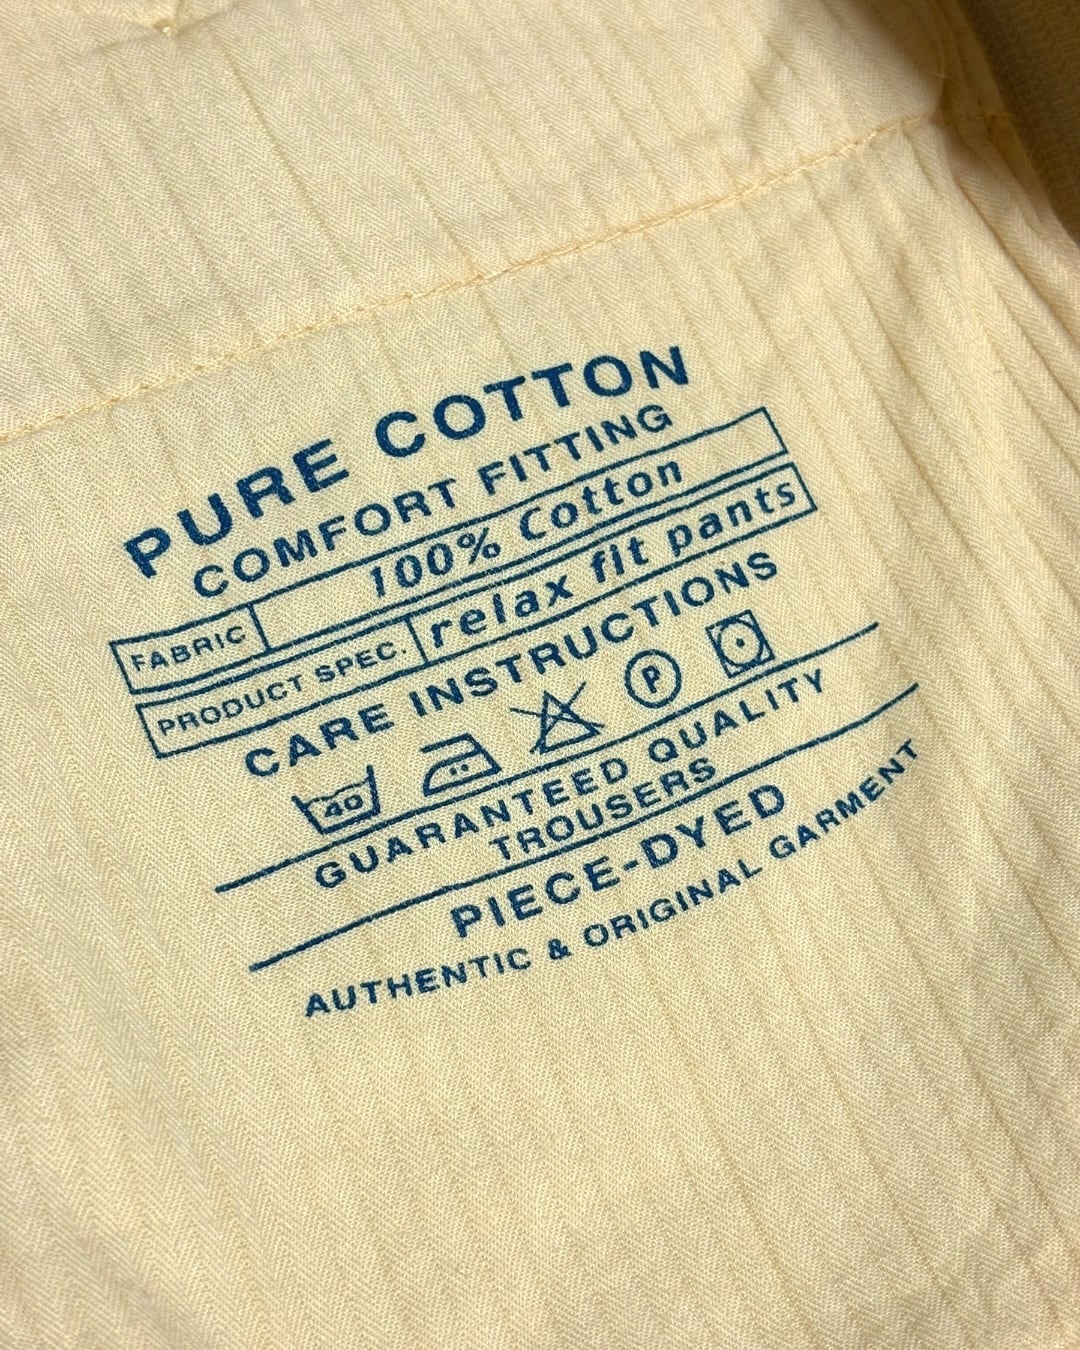 PURE COTTON
COMFORT FITTING
FABRIC 100% Cotton
PRODUCT SPEC. relax fit pants
CARE INSTRUCTIONS
40 P
GUARANTEED QUALITY
TROUSERS
PIECE-DYED
AUTHENTIC & ORIGINAL GARMENT